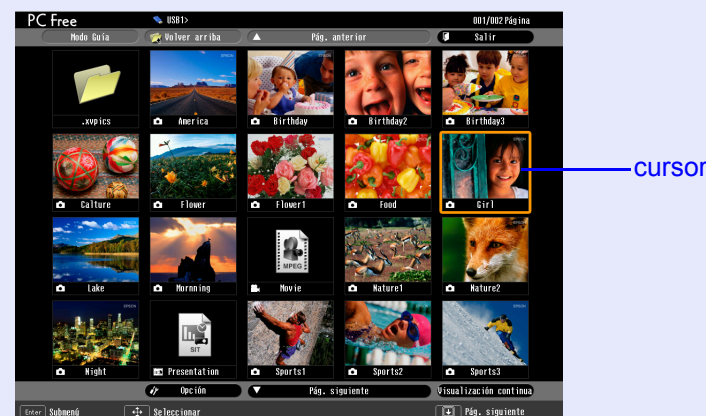 PC Free USB1> 001/002 Página
Modo Guía Volver arriba Pág. anterior Salir
.xvpics America Birthday Birthday2 Birthday3
cursor
Calture Flower Flower1 Food Girl
MPEG
Lake Mornning Movie Nature1 Nature2
SIT
Night Presentation Sports1 Sports2 Sports3
Opción Pág. siguiente Visualización continua
Enter Submenú Seleccionar Pág. siguiente